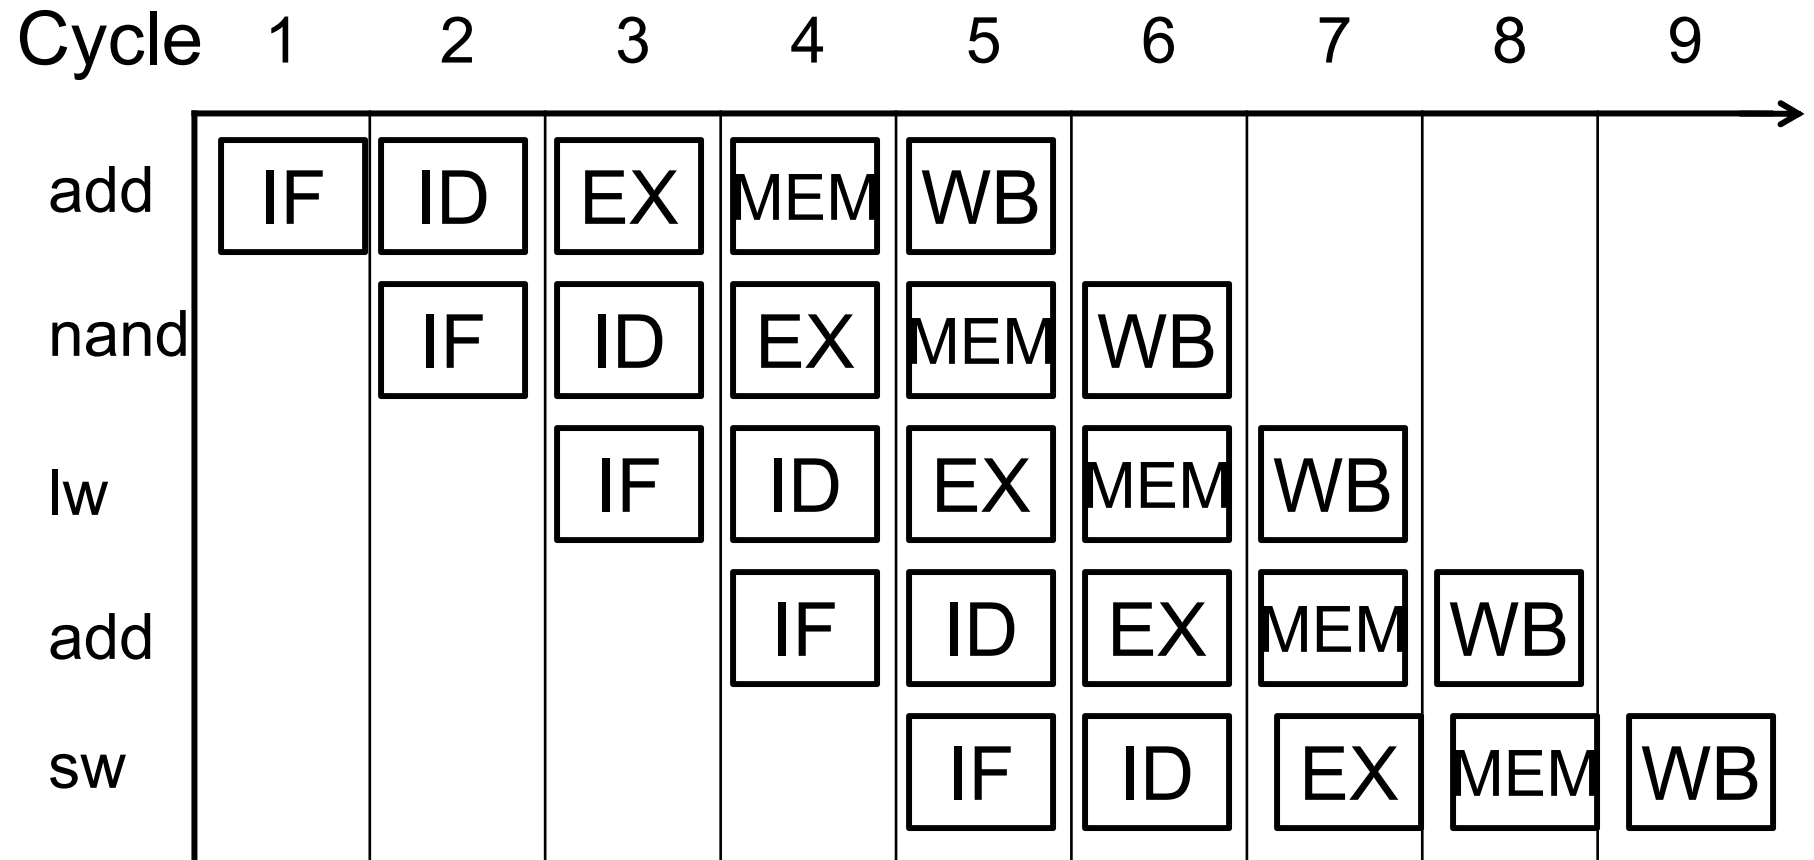 Cycle 1 2 3 4 5 6 7 8 9
add IF ID EX MEM WB
nand IF ID EX MEM WB
lw IF ID EX MEM WB
add IF ID EX MEM WB
sw IF ID EX MEM WB